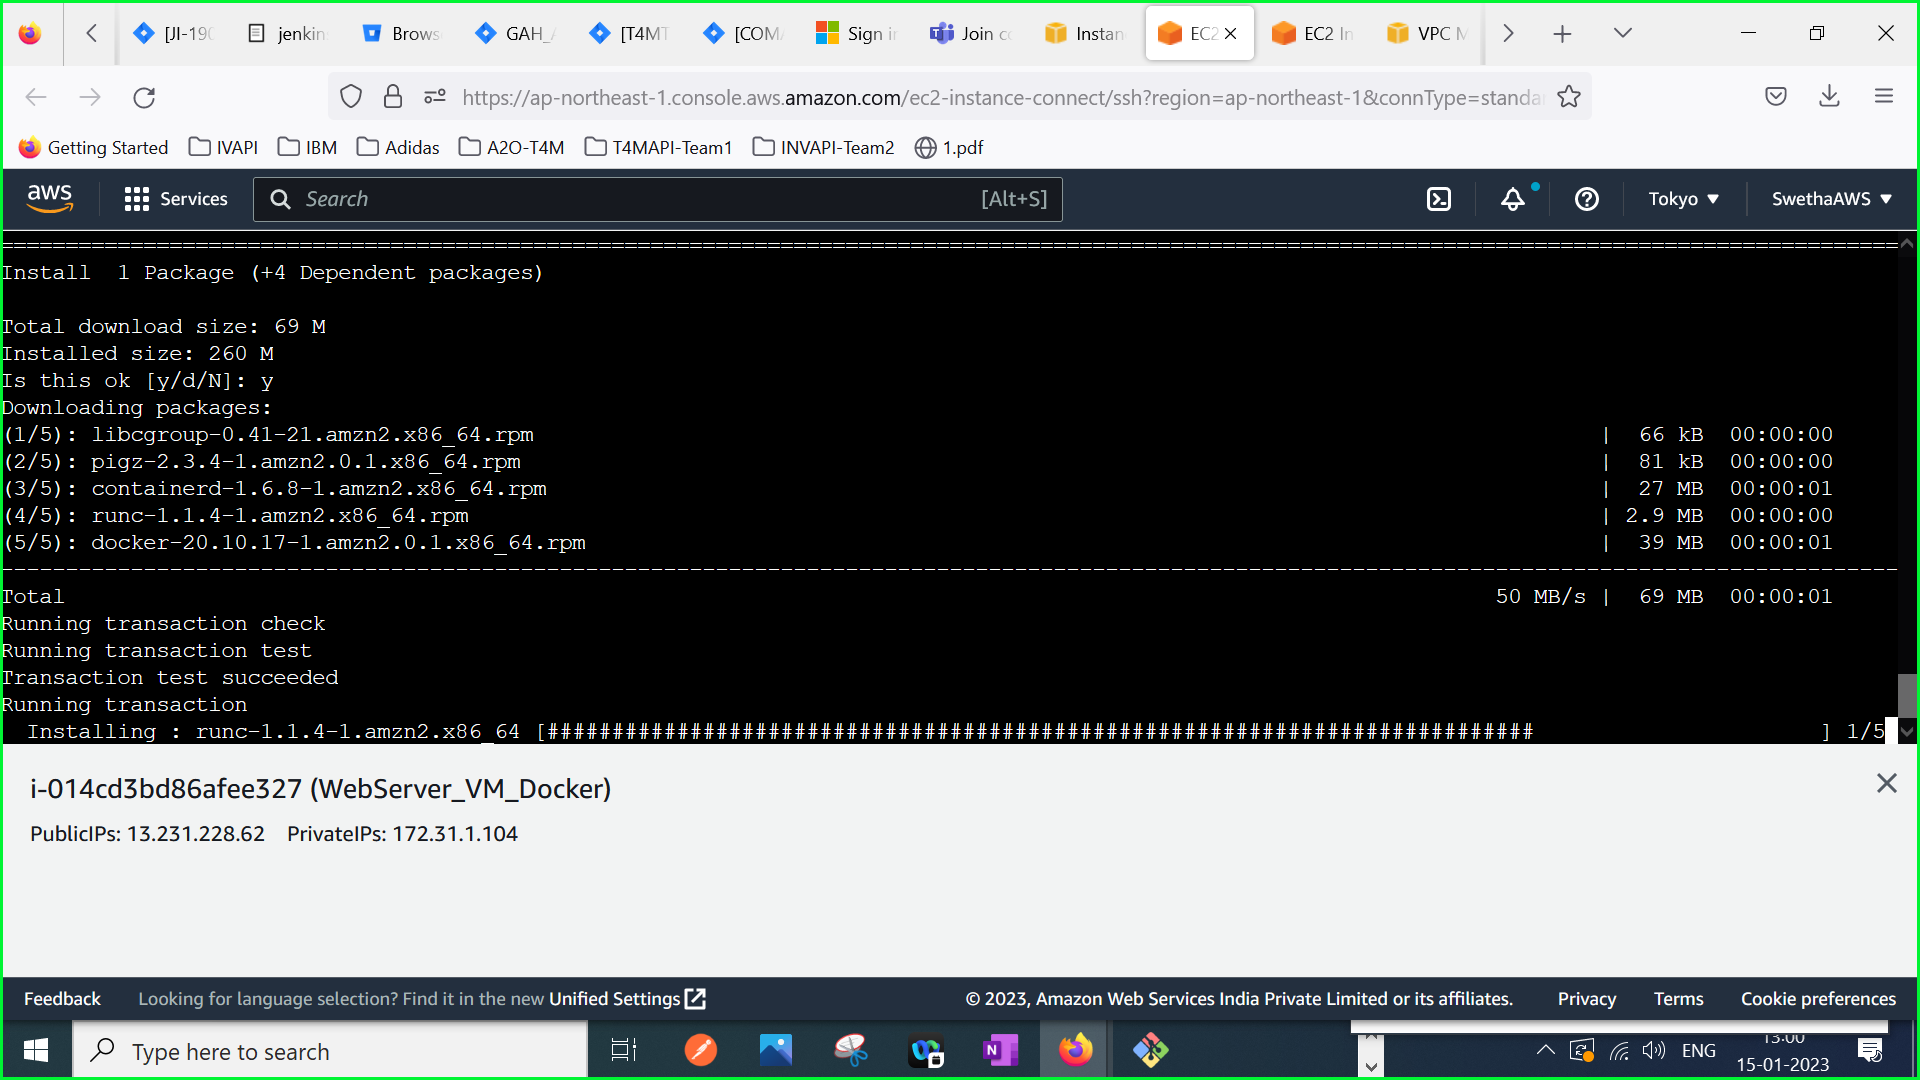 [JI-190
jenkin
Brows
GAH_
[T4MT
[COM
Sign i
Join c
Instan
EC2
EC2 In
VPC M
https://ap-northeast-1.console.aws.amazon.com/ec2-instance-connect/ssh?region=ap-northeast-1&connType=standa
Getting Started
IVAPI
IBM
Adidas
A2O-T4M
T4MAPI-Team1
INVAPI-Team2
1.pdf
aws
Services
Search
[Alt+S]
Tokyo
SwethaAWS
Install  1 Package (+4 Dependent packages)
Total download size: 69 M
Installed size: 260 M
Is this ok [y/d/N]: y
Downloading packages:
(1/5): libcgroup-0.41-21.amzn2.x86_64.rpm | 66 kB 00:00:00
(2/5): pigz-2.3.4-1.amzn2.0.1.x86_64.rpm | 81 kB 00:00:00
(3/5): containerd-1.6.8-1.amzn2.x86_64.rpm | 27 MB 00:00:01
(4/5): runc-1.1.4-1.amzn2.x86_64.rpm | 2.9 MB 00:00:00
(5/5): docker-20.10.17-1.amzn2.0.1.x86_64.rpm | 39 MB 00:00:01
Total 50 MB/s | 69 MB 00:00:01
Running transaction check
Running transaction test
Transaction test succeeded
Running transaction
Installing : runc-1.1.4-1.amzn2.x86_64 [############################################################################ ] 1/5
i-014cd3bd86afee327 (WebServer_VM_Docker)
PublicIPs: 13.231.228.62 PrivateIPs: 172.31.1.104
Feedback
Looking for language selection? Find it in the new Unified Settings
© 2023, Amazon Web Services India Private Limited or its affiliates.
Privacy
Terms
Cookie preferences
Type here to search
ENG
13:00
15-01-2023